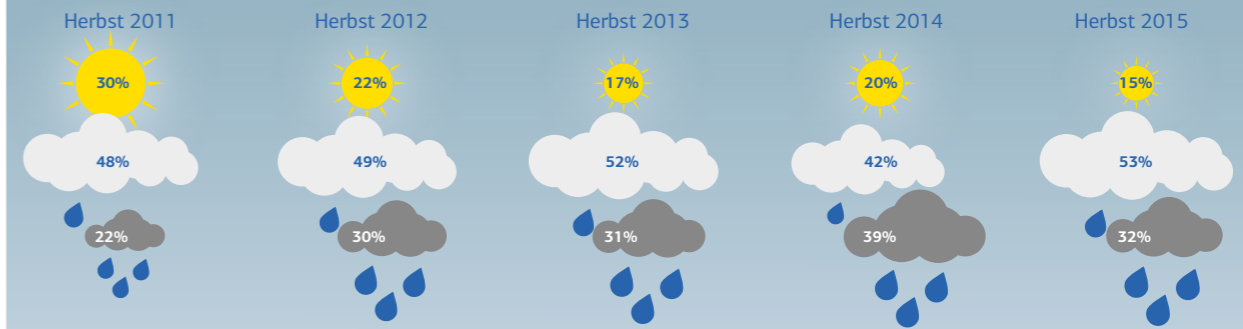 Herbst 2011 Herbst 2012 Herbst 2013 Herbst 2014 Herbst 2015
30% 22% 17% 20% 15%
48% 49% 52% 42% 53%
22% 30% 31% 39% 32%